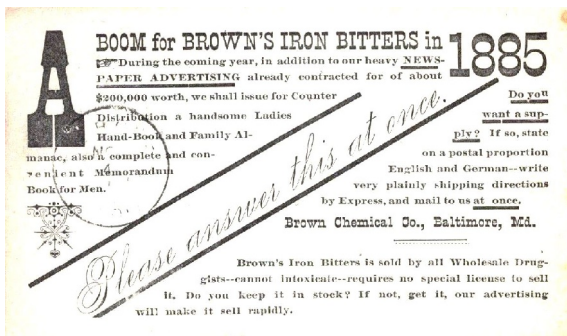 A BOOM for BROWN'S IRON BITTERS in 1885
During the coming year, in addition to our heavy NEWS-
PAPER ADVERTISING already contracted for of about
$200,000 worth, we shall issue for Counter
Distribution a handsome Ladies
Hand-Book and Family Al-
manac, also a complete and con-
venient Memorandum
Book for Men.
Please answer this at once.
Do you
want a sup-
ply? If so, state
on a postal proportion
English and German--write
very plainly shipping directions
by Express, and mail to us at once.
Brown Chemical Co., Baltimore, Md.
Brown's Iron Bitters is sold by all Wholesale Drug-
gists--cannot intoxicate--requires no special license to sell
it. Do you keep it in stock? If not, get it, our advertising
will make it sell rapidly.